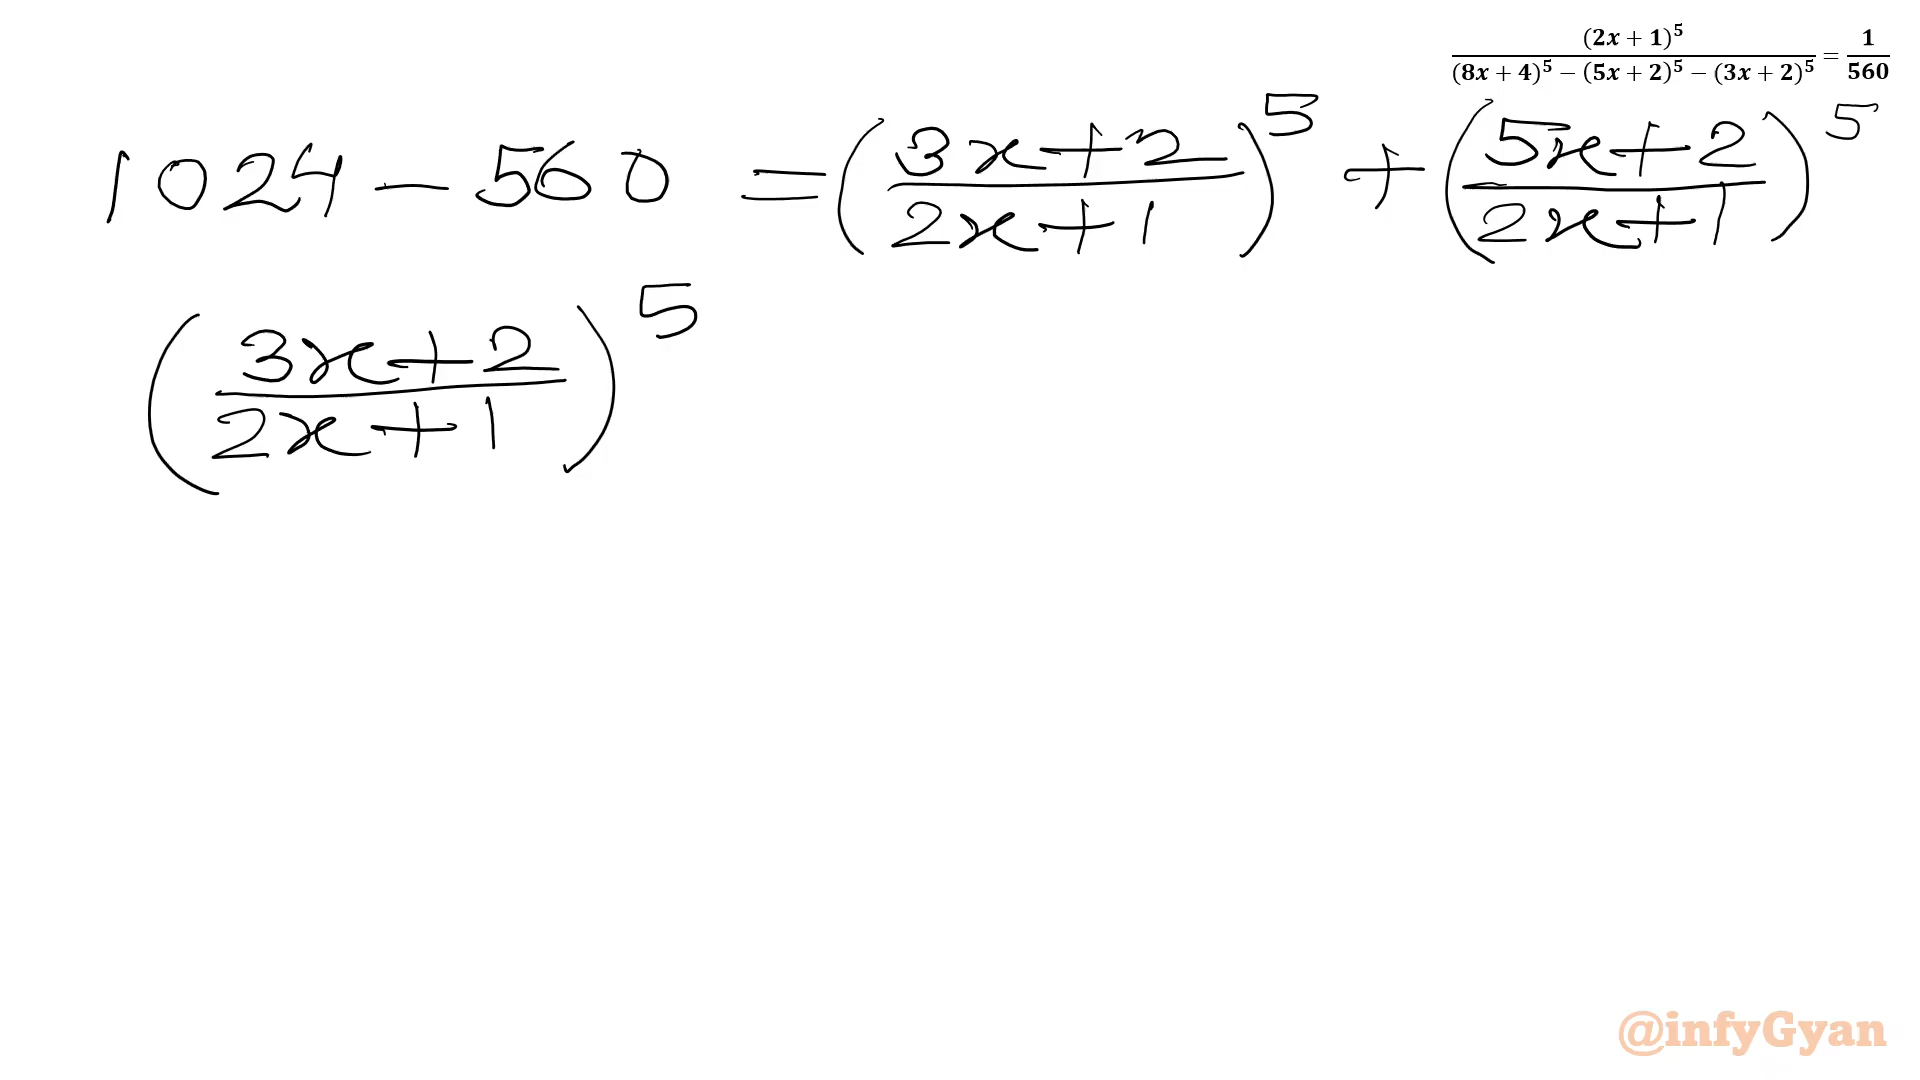 (2x + 1)⁵ / ((8x + 4)⁵ − (5x + 2)⁵ − (3x + 2)⁵) = 1/560
1024 − 560 = ((3x+2)/(2x+1))⁵ + ((5x+2)/(2x+1))⁵
((3x+2)/(2x+1))⁵
@infyGyan